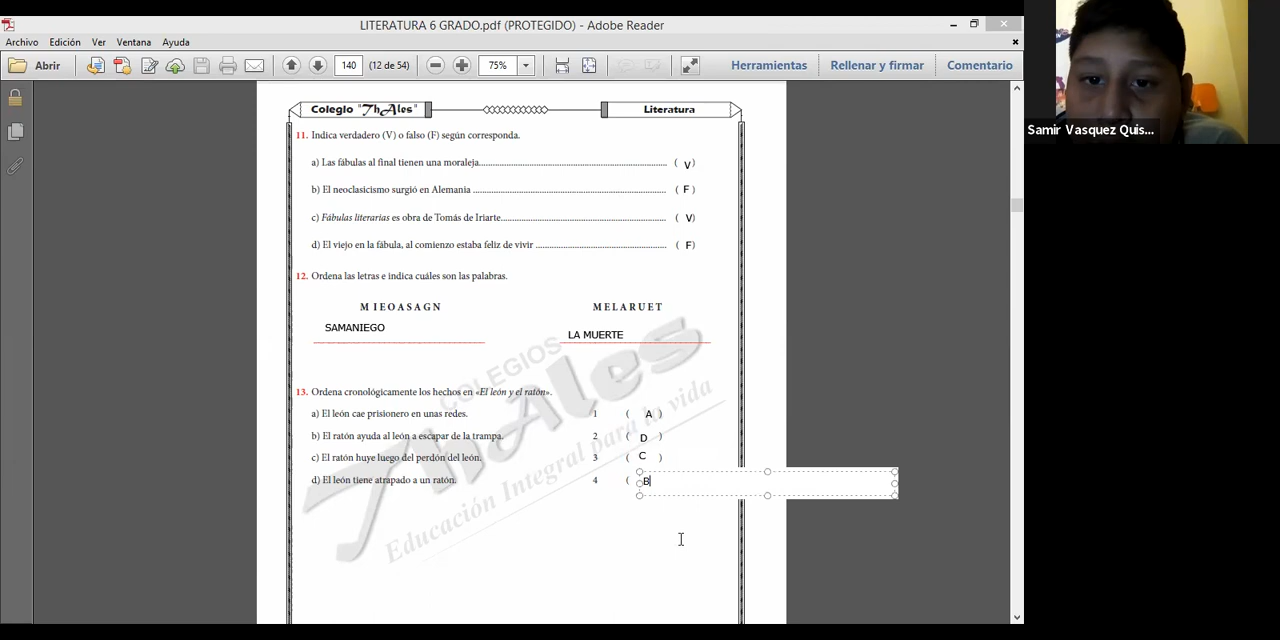 LITERATURA 6 GRADO.pdf (PROTEGIDO) - Adobe Reader
Archivo Edición Ver Ventana Ayuda
Abrir 140 (12 de 54) 75% Herramientas Rellenar y firmar Comentario
Samir Vasquez Quis...
Colegio "ThAles" Literatura
11. Indica verdadero (V) o falso (F) según corresponda.
a) Las fábulas al final tienen una moraleja. ( V )
b) El neoclasicismo surgió en Alemania ( F )
c) Fábulas literarias es obra de Tomás de Iriarte. ( V )
d) El viejo en la fábula, al comienzo estaba feliz de vivir ( F )
12. Ordena las letras e indica cuáles son las palabras.
MIEOASAGN MELARUET
SAMANIEGO LA MUERTE
COLEGIOS
ThAles
Educación Integral para la vida
13. Ordena cronológicamente los hechos en «El león y el ratón».
a) El león cae prisionero en unas redes. 1 ( A )
b) El ratón ayuda al león a escapar de la trampa. 2 ( D )
c) El ratón huye luego del perdón del león. 3 ( C )
d) El león tiene atrapado a un ratón. 4 ( B